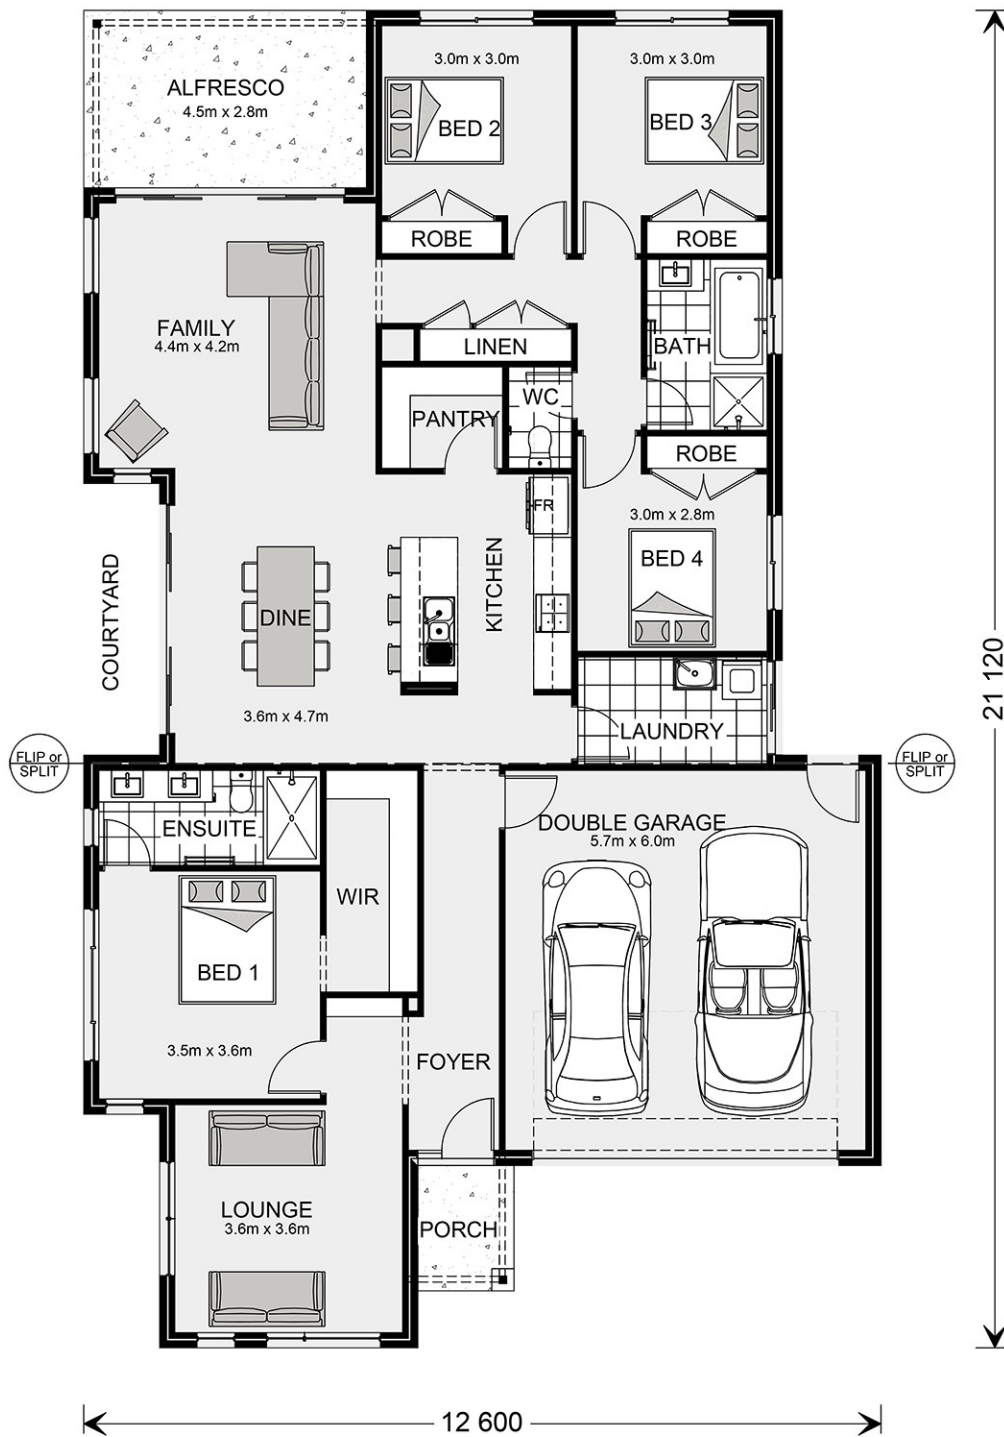 ALFRESCO
4.5m x 2.8m
3.0m x 3.0m
BED 2
3.0m x 3.0m
BED 3
ROBE
ROBE
FAMILY
4.4m x 4.2m
LINEN
BATH
PANTRY
WC
ROBE
FR
3.0m x 2.8m
BED 4
COURTYARD
DINE
KITCHEN
3.6m x 4.7m
LAUNDRY
21 120
FLIP or
SPLIT
FLIP or
SPLIT
ENSUITE
DOUBLE GARAGE
5.7m x 6.0m
WIR
BED 1
3.5m x 3.6m
FOYER
LOUNGE
3.6m x 3.6m
PORCH
12 600